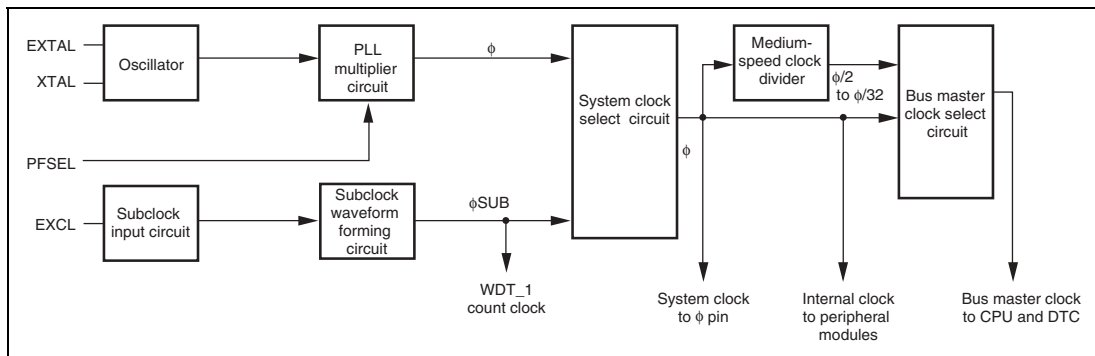 EXTAL
XTAL
Oscillator
PLL
multiplier
circuit
ϕ
PFSEL
EXCL
Subclock
input circuit
Subclock
waveform
forming
circuit
ϕSUB
WDT_1
count clock
System clock
select circuit
ϕ
Medium-
speed clock
divider
ϕ/2
to ϕ/32
Bus master
clock select
circuit
System clock
to ϕ pin
Internal clock
to peripheral
modules
Bus master clock
to CPU and DTC